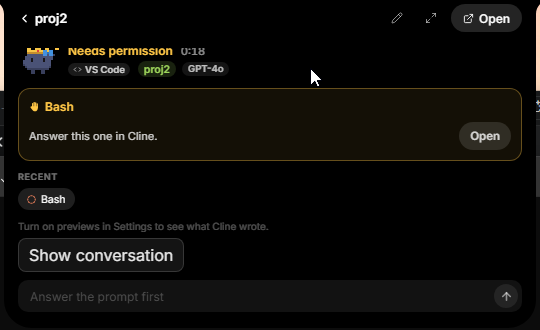 proj2
Open
Needs permission 0:18
<> VS Code proj2 GPT-4o
Bash
Answer this one in Cline.
Open
RECENT
Bash
Turn on previews in Settings to see what Cline wrote.
Show conversation
Answer the prompt first